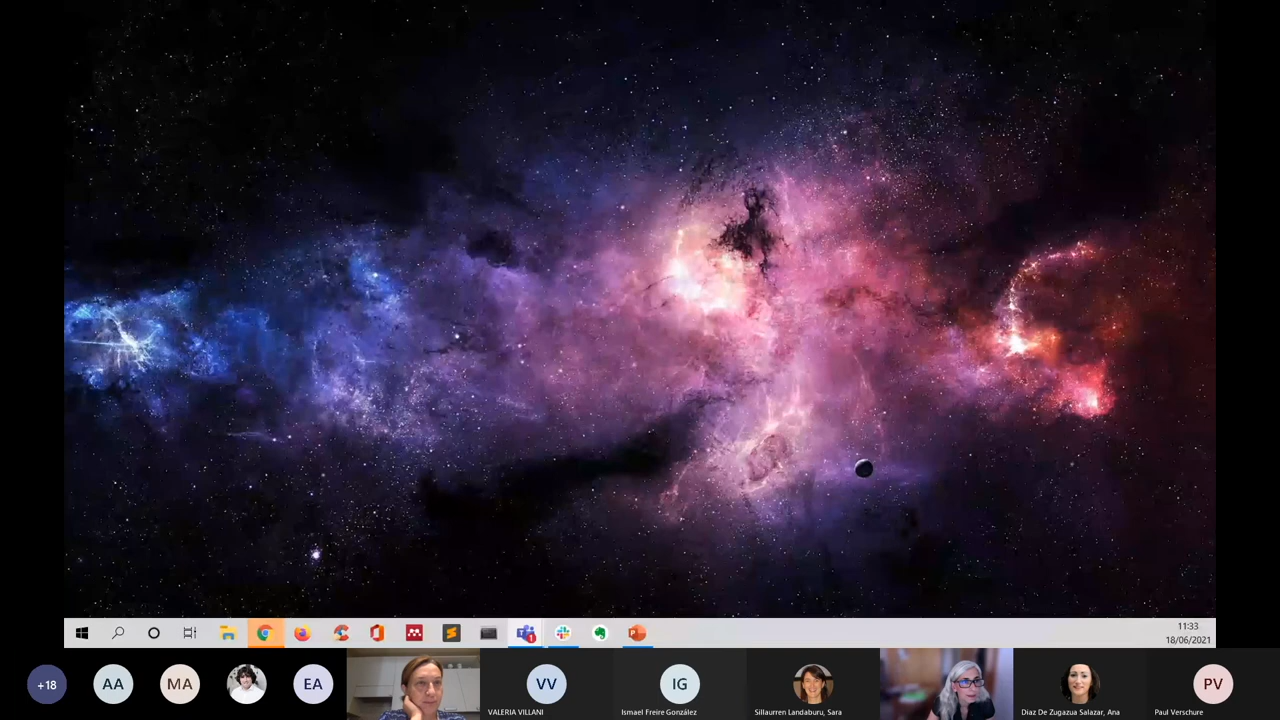 11:33
18/06/2021
+18
AA
MA
EA
VV
VALERIA VILLANI
IG
Ismael Freire González
Sillaurren Landaburu, Sara
Diaz De Zugazua Salazar, Ana
PV
Paul Verschure